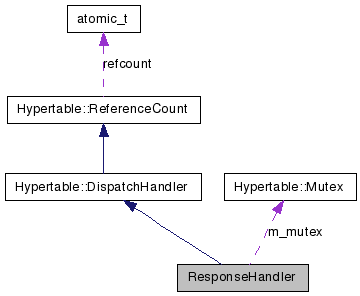 atomic_t
refcount
Hypertable::ReferenceCount
Hypertable::DispatchHandler
Hypertable::Mutex
m_mutex
ResponseHandler